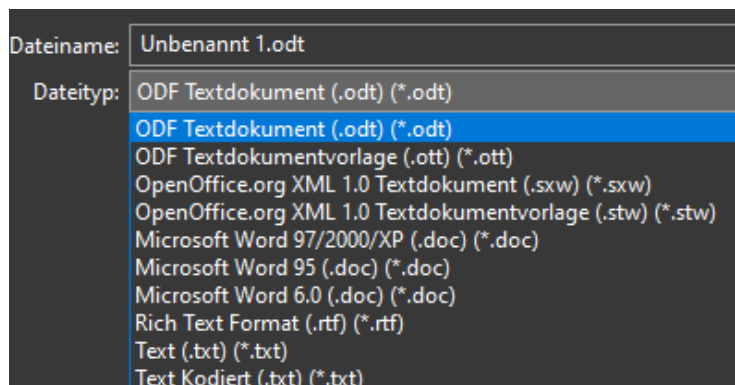 Dateiname: Unbenannt 1.odt
Dateityp: ODF Textdokument (.odt) (*.odt)
ODF Textdokument (.odt) (*.odt)
ODF Textdokumentvorlage (.ott) (*.ott)
OpenOffice.org XML 1.0 Textdokument (.sxw) (*.sxw)
OpenOffice.org XML 1.0 Textdokumentvorlage (.stw) (*.stw)
Microsoft Word 97/2000/XP (.doc) (*.doc)
Microsoft Word 95 (.doc) (*.doc)
Microsoft Word 6.0 (.doc) (*.doc)
Rich Text Format (.rtf) (*.rtf)
Text (.txt) (*.txt)
Text Kodiert (.txt) (*.txt)